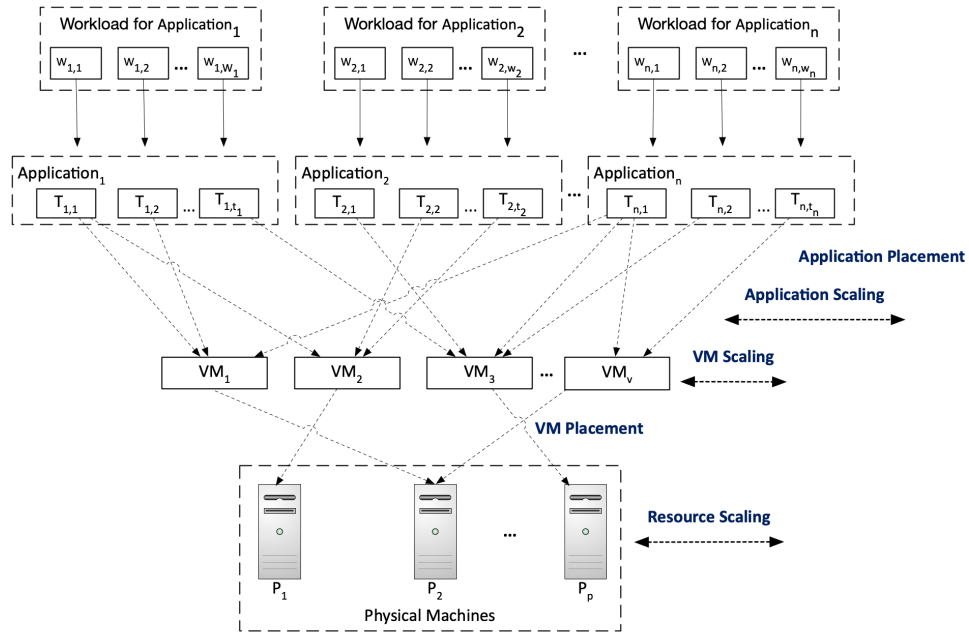 Workload for Application1
Workload for Application2
Workload for Applicationn
w1,1 w1,2 ... w1,W1
w2,1 w2,2 ... w2,w2
wn,1 wn,2 ... wn,wn
...
Application1
Application2
Applicationn
T1,1 T1,2 ... T1,t1
T2,1 T2,2 ... T2,t2
...
Tn,1 Tn,2 ... Tn,tn
Application Placement
Application Scaling
VM1 VM2 VM3 ... VMv
VM Scaling
VM Placement
Resource Scaling
...
P1 P2 Pp
Physical Machines